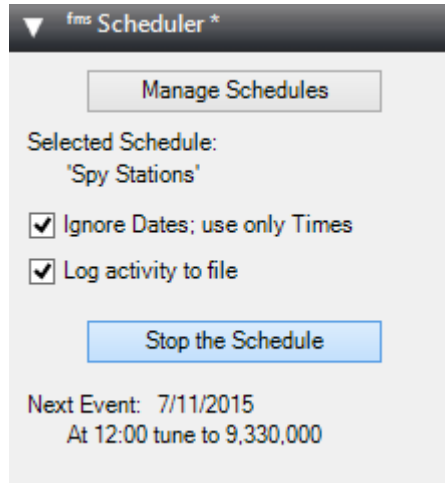 fms Scheduler *
Manage Schedules
Selected Schedule:
'Spy Stations'
Ignore Dates; use only Times
Log activity to file
Stop the Schedule
Next Event: 7/11/2015
At 12:00 tune to 9,330,000